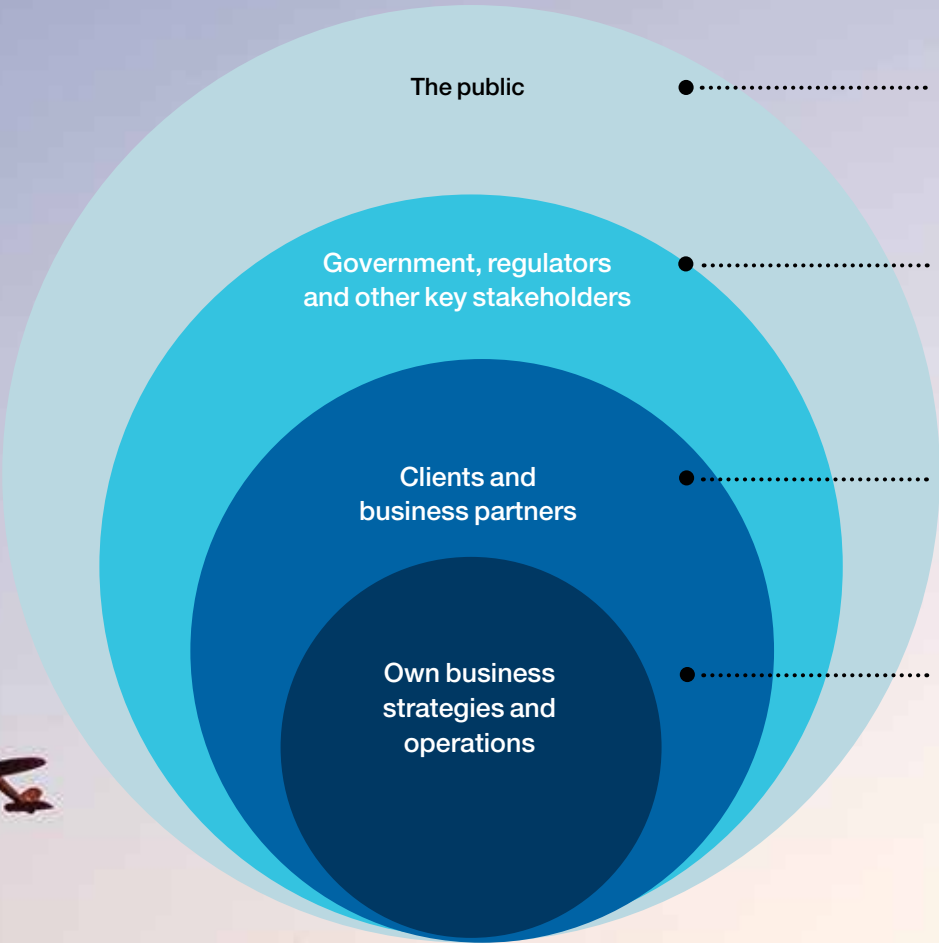 The public
Government, regulators
and other key stakeholders
Clients and
business partners
Own business
strategies and
operations